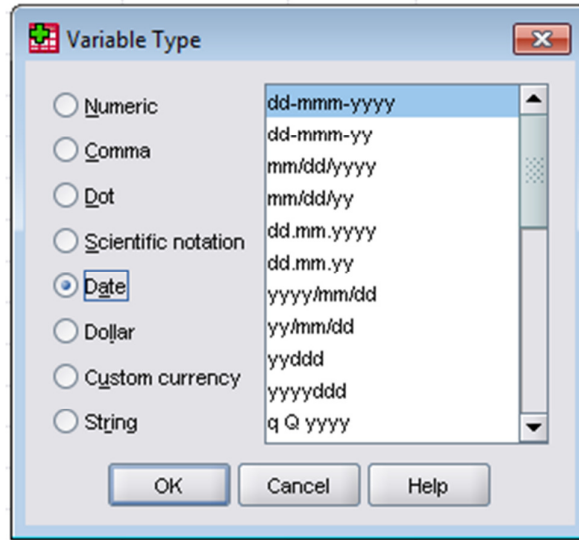 Variable Type
Numeric
Comma
Dot
Scientific notation
Date
Dollar
Custom currency
String
dd-mmm-yyyy
dd-mmm-yy
mm/dd/yyyy
mm/dd/yy
dd.mm.yyyy
dd.mm.yy
yyyy/mm/dd
yy/mm/dd
yyddd
yyyyddd
q Q yyyy
OK Cancel Help